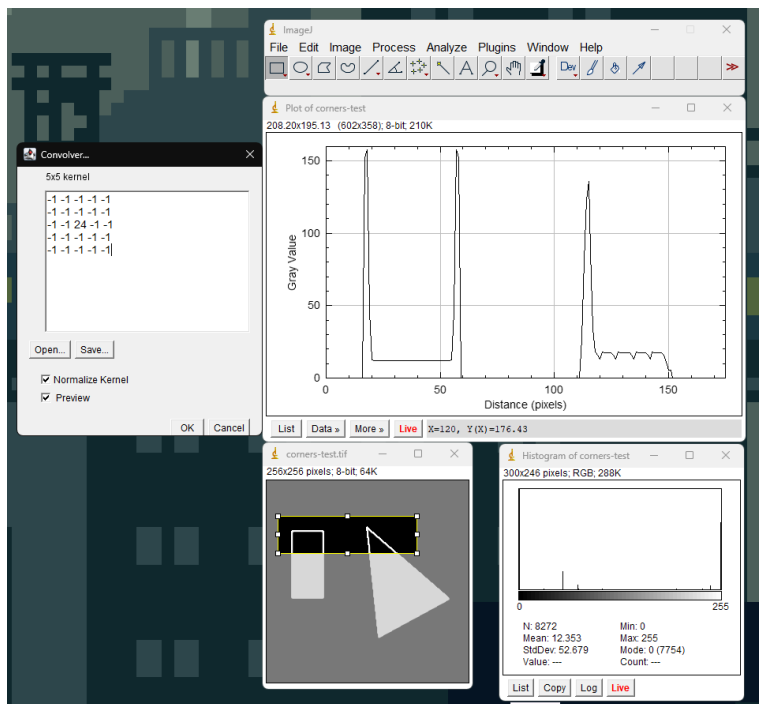 ImageJ
File Edit Image Process Analyze Plugins Window Help
A Dev ≫
Plot of corners-test
208.20x195.13 (602x358); 8-bit; 210K
150
100
50
0
Gray Value
0 50 100 150
Distance (pixels)
List Data » More » Live X=120, Y(X)=176.43
Convolver...
5x5 kernel
-1 -1 -1 -1 -1
-1 -1 -1 -1 -1
-1 -1 24 -1 -1
-1 -1 -1 -1 -1
-1 -1 -1 -1 -1
Open... Save...
Normalize Kernel
Preview
OK Cancel
corners-test.tif
256x256 pixels; 8-bit; 64K
Histogram of corners-test
300x246 pixels; RGB; 288K
0 255
N: 8272 Min: 0
Mean: 12.353 Max: 255
StdDev: 52.679 Mode: 0 (7754)
Value: --- Count: ---
List Copy Log Live